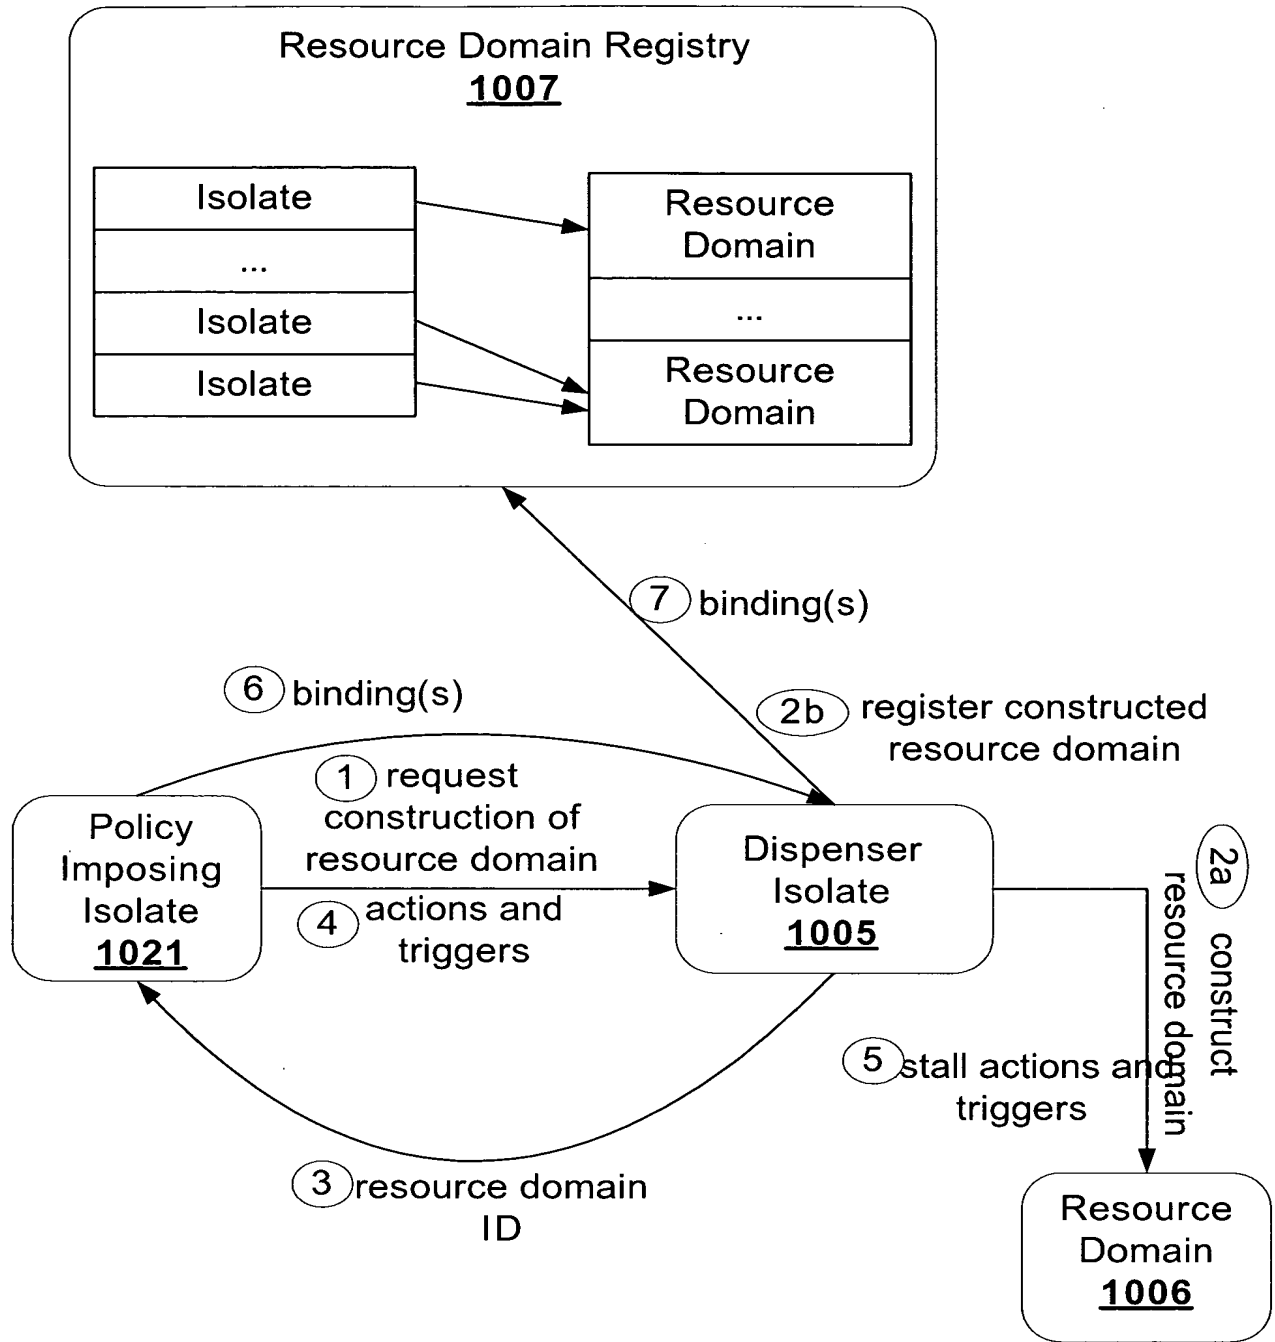 Resource Domain Registry
1007
Isolate
...
Isolate
Isolate
Resource
Domain
...
Resource
Domain
7 binding(s)
6 binding(s)
2b register constructed
resource domain
1 request
construction of
resource domain
4 actions and
triggers
Policy
Imposing
Isolate
1021
Dispenser
Isolate
1005
2a construct
resource domain
5 stall actions and
triggers
3 resource domain
ID
Resource
Domain
1006